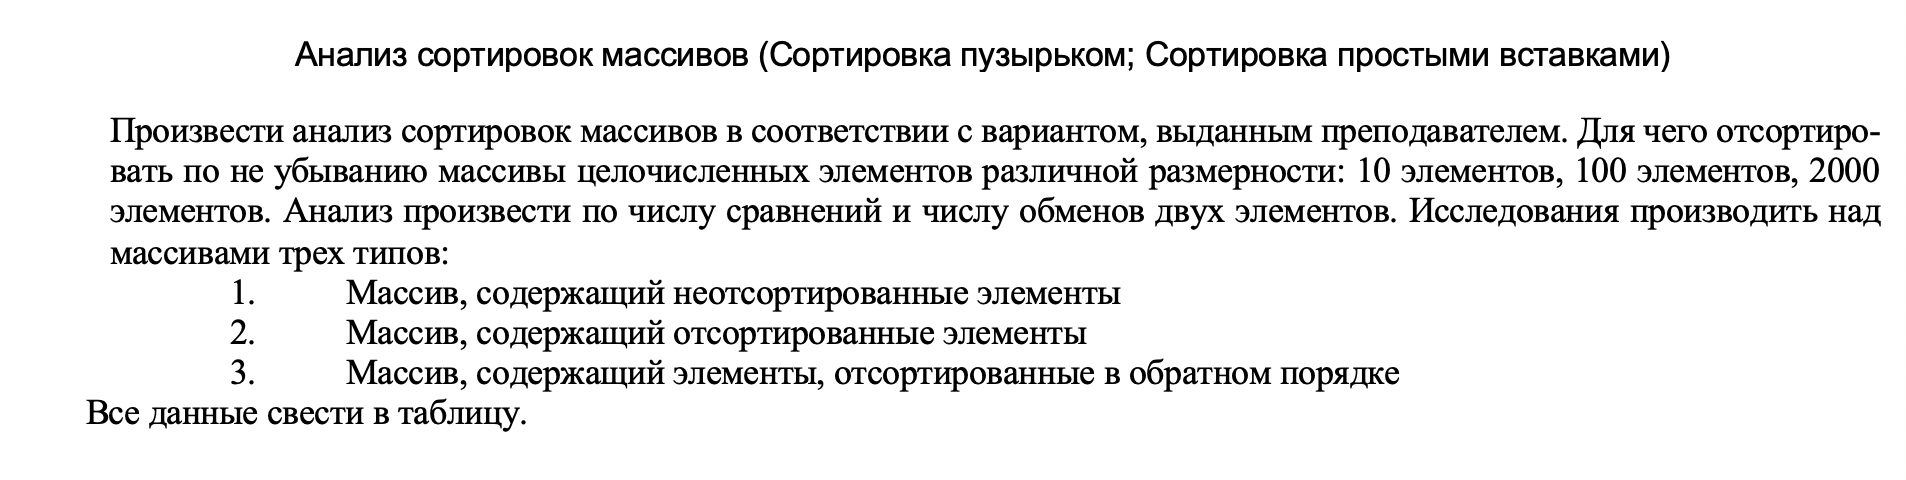 Анализ сортировок массивов (Сортировка пузырьком; Сортировка простыми вставками)
Произвести анализ сортировок массивов в соответствии с вариантом, выданным преподавателем. Для чего отсортиро-
вать по не убыванию массивы целочисленных элементов различной размерности: 10 элементов, 100 элементов, 2000
элементов. Анализ произвести по числу сравнений и числу обменов двух элементов. Исследования производить над
массивами трех типов:
1. Массив, содержащий неотсортированные элементы
2. Массив, содержащий отсортированные элементы
3. Массив, содержащий элементы, отсортированные в обратном порядке
Все данные свести в таблицу.